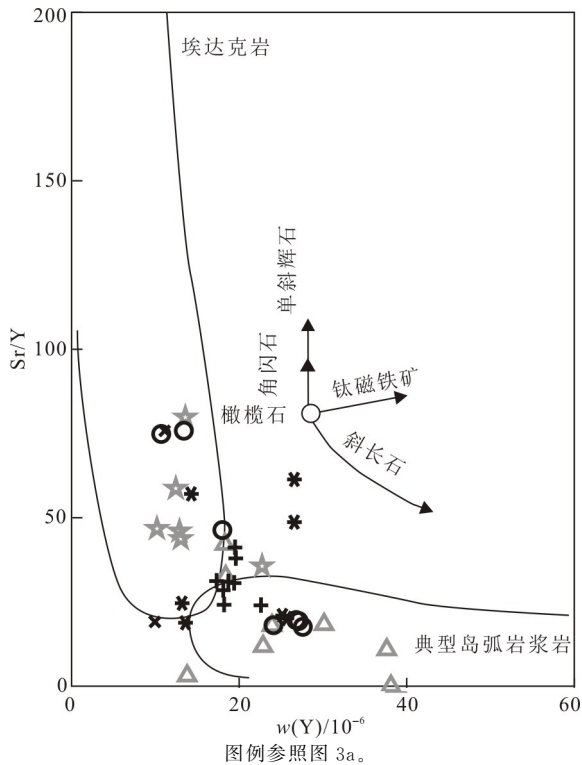 200
埃达克岩
150
单斜辉石
Sr/Y
100
角闪石
钛磁铁矿
橄榄石
斜长石
50
典型岛弧岩浆岩
0
0 20 40 60
w(Y)/10⁻⁶
图例参照图 3a。